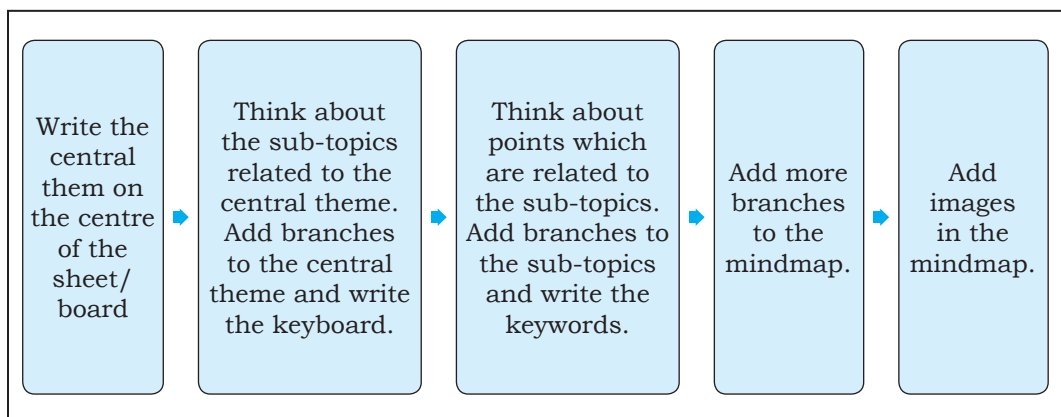 Write the
central
them on
the centre
of the
sheet/
board
Think about
the sub-topics
related to the
central theme.
Add branches
to the central
theme and write
the keyboard.
Think about
points which
are related to
the sub-topics.
Add branches to
the sub-topics
and write the
keywords.
Add more
branches
to the
mindmap.
Add
images
in the
mindmap.